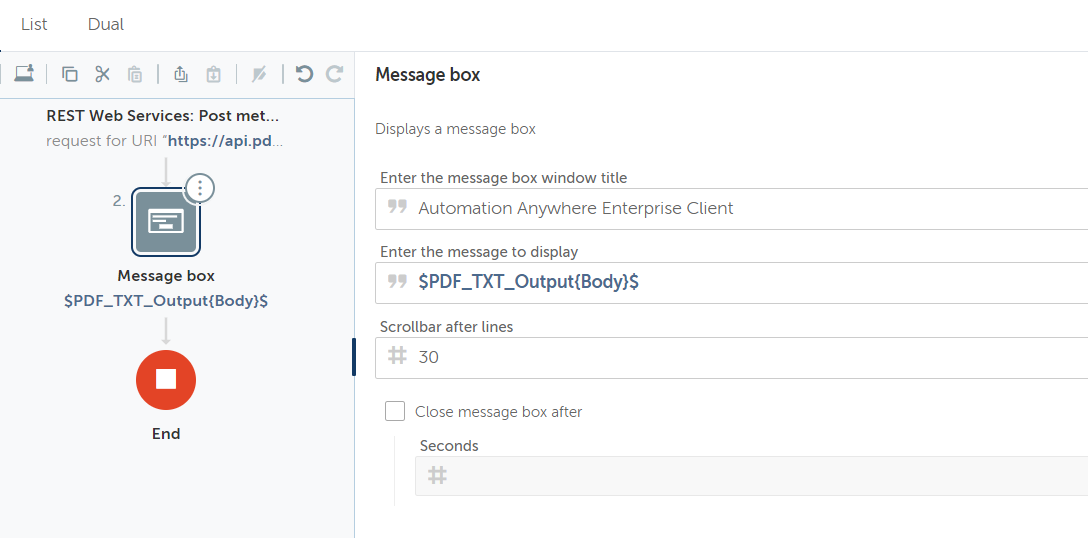 List Dual
REST Web Services: Post met...
request for URI "https://api.pd...
2.
Message box
$PDF_TXT_Output{Body}$
End
Message box
Displays a message box
Enter the message box window title
Automation Anywhere Enterprise Client
Enter the message to display
$PDF_TXT_Output{Body}$
Scrollbar after lines
30
Close message box after
Seconds